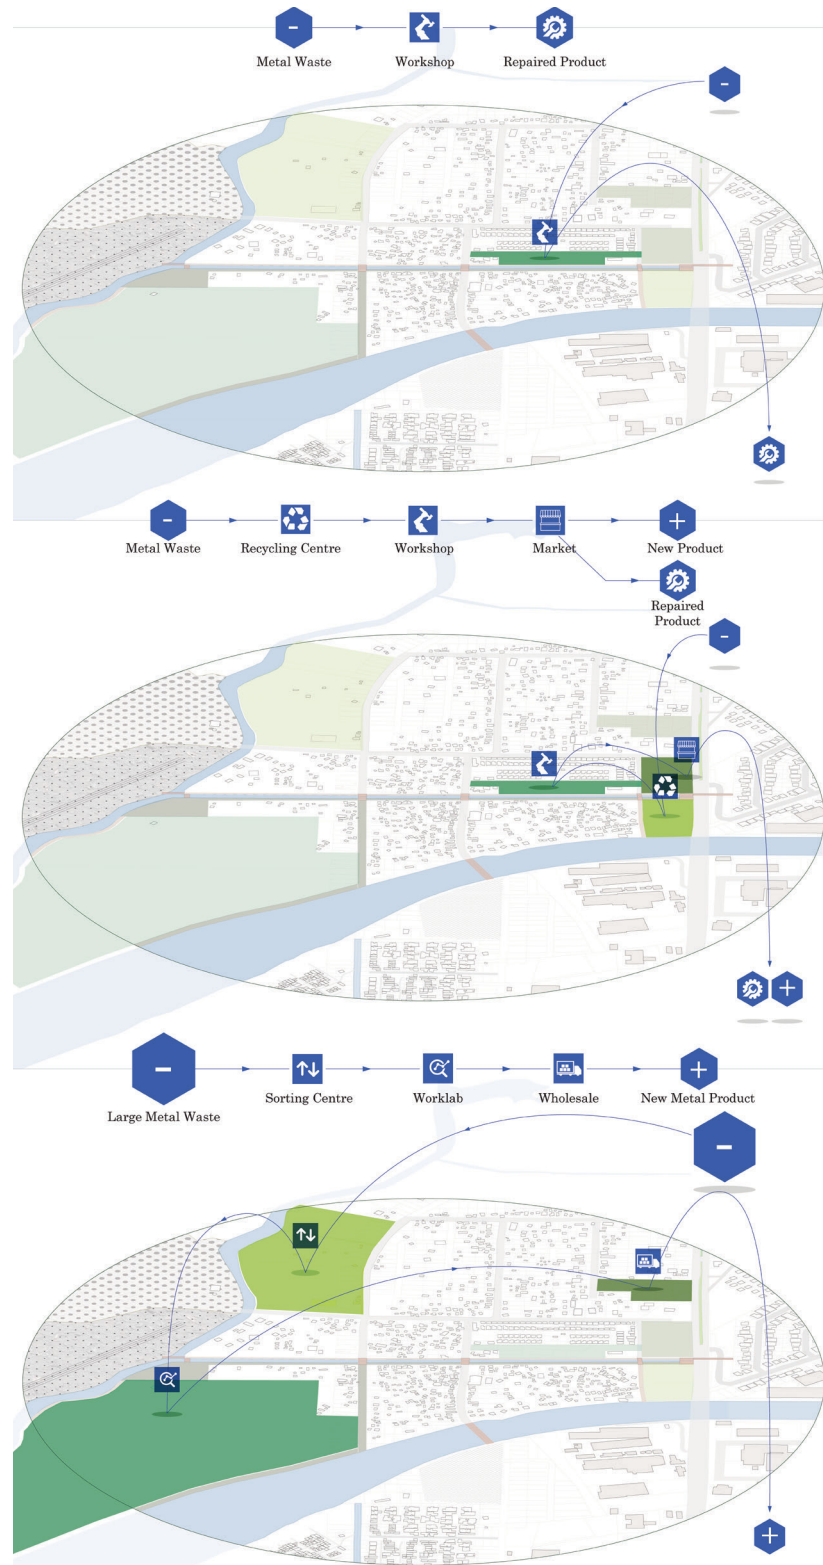 Metal Waste
Workshop
Repaired Product
Metal Waste
Recycling Centre
Workshop
Market
New Product
Repaired
Product
Large Metal Waste
Sorting Centre
Worklab
Wholesale
New Metal Product